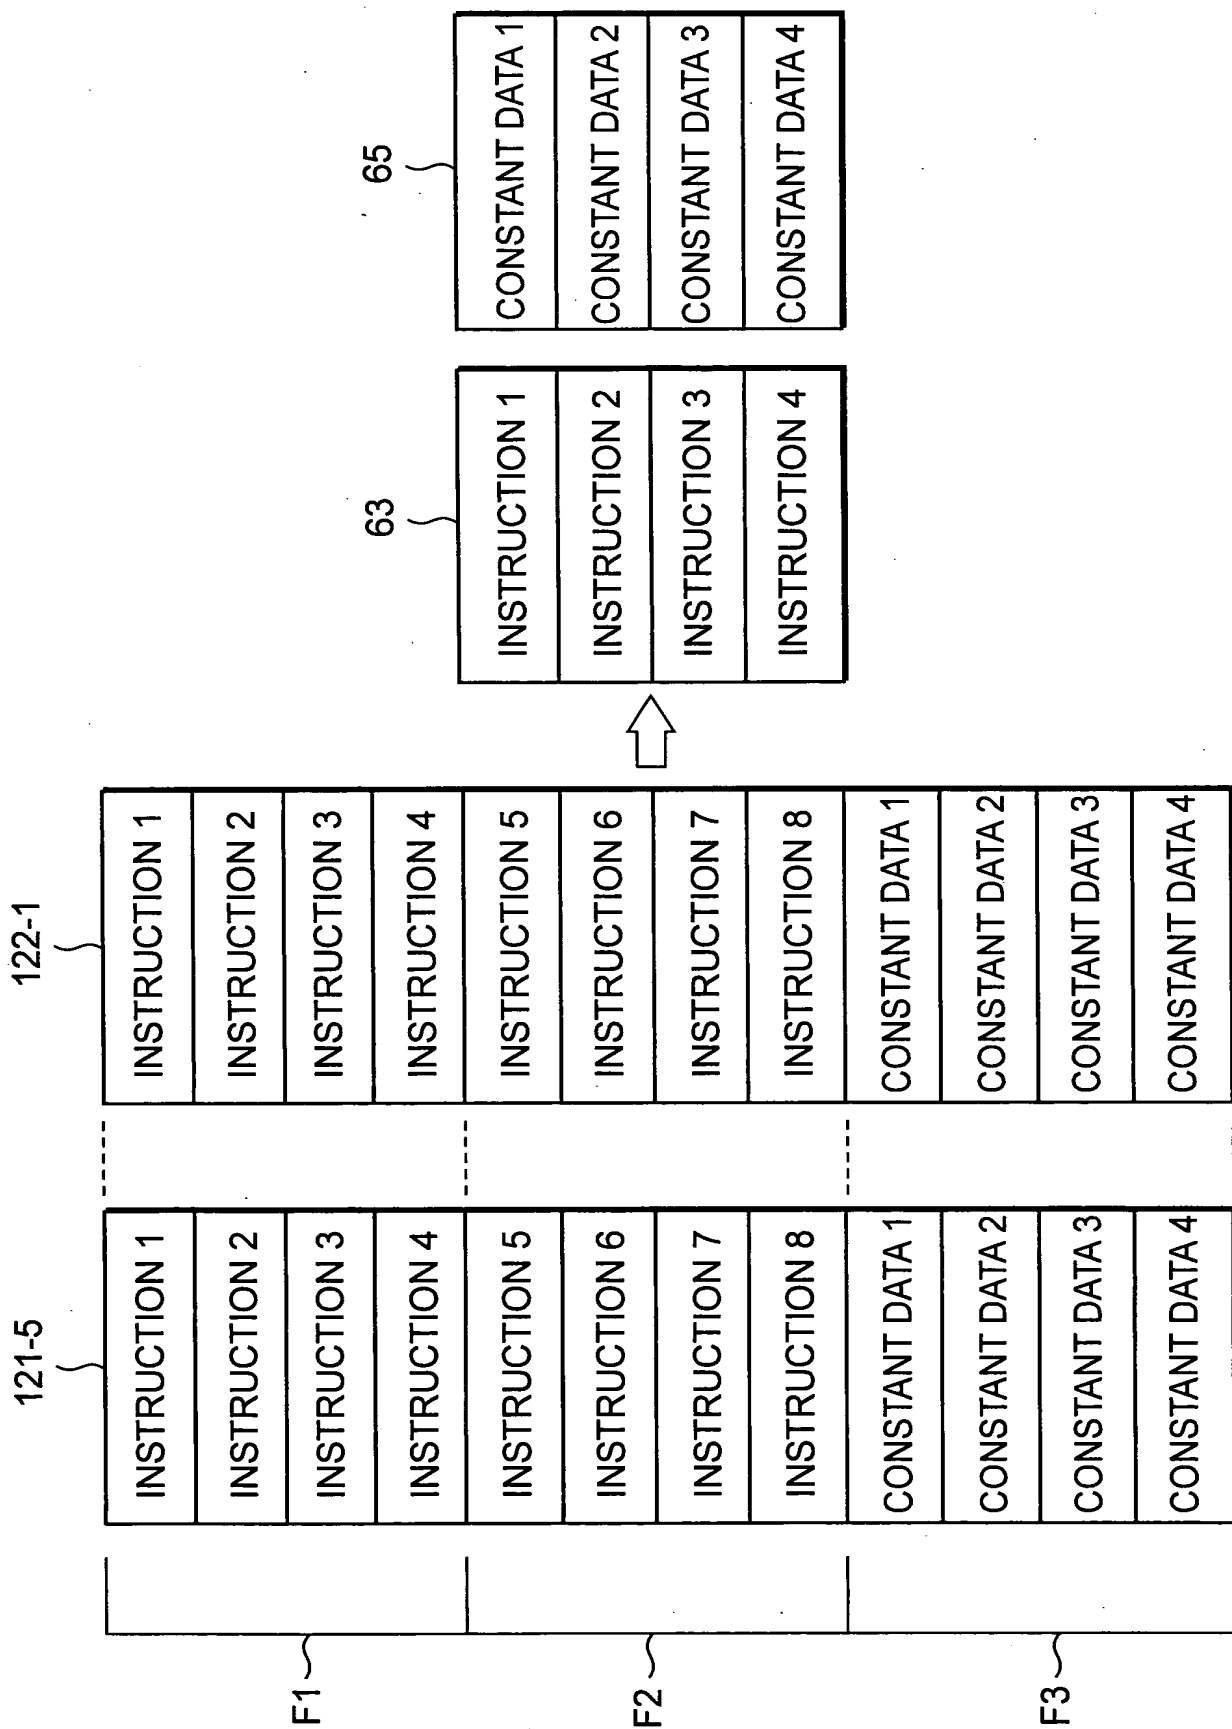 F1
F2
F3
121-5
INSTRUCTION 1
INSTRUCTION 2
INSTRUCTION 3
INSTRUCTION 4
INSTRUCTION 5
INSTRUCTION 6
INSTRUCTION 7
INSTRUCTION 8
CONSTANT DATA 1
CONSTANT DATA 2
CONSTANT DATA 3
CONSTANT DATA 4
122-1
INSTRUCTION 1
INSTRUCTION 2
INSTRUCTION 3
INSTRUCTION 4
INSTRUCTION 5
INSTRUCTION 6
INSTRUCTION 7
INSTRUCTION 8
CONSTANT DATA 1
CONSTANT DATA 2
CONSTANT DATA 3
CONSTANT DATA 4
63
INSTRUCTION 1
INSTRUCTION 2
INSTRUCTION 3
INSTRUCTION 4
65
CONSTANT DATA 1
CONSTANT DATA 2
CONSTANT DATA 3
CONSTANT DATA 4